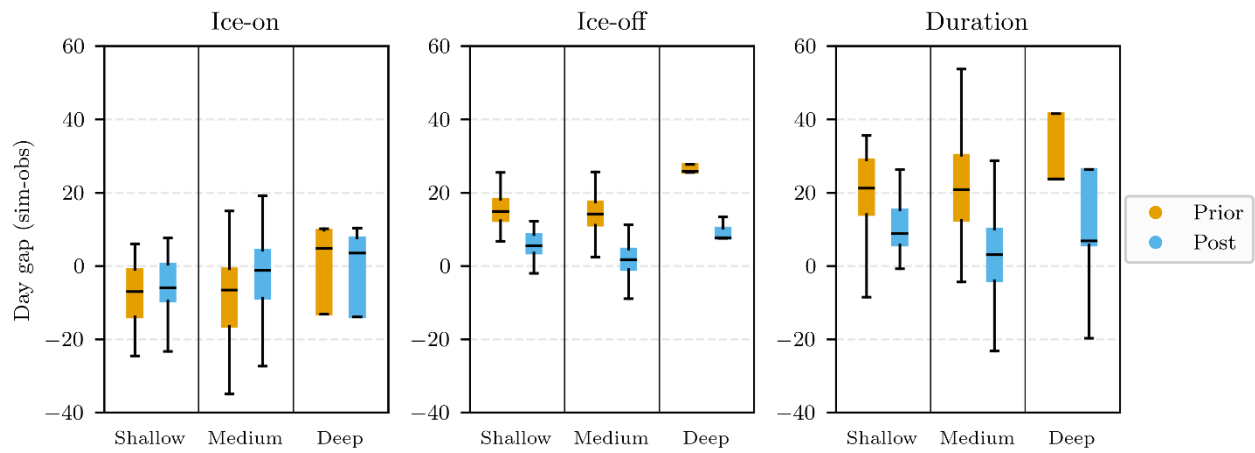 Ice-on
Ice-off
Duration
Day gap (sim-obs)
60
40
20
0
−20
−40
Shallow
Medium
Deep
60
40
20
0
−20
−40
Shallow
Medium
Deep
60
40
20
0
−20
−40
Shallow
Medium
Deep
Prior
Post